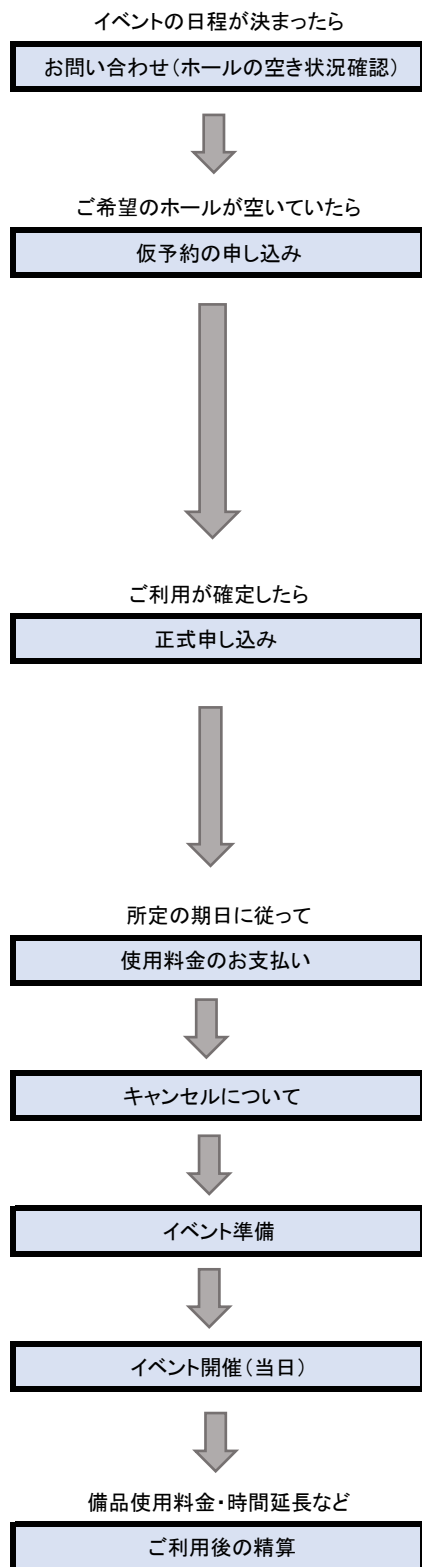 イベントの日程が決まったら
お問い合わせ(ホールの空き状況確認)
ご希望のホールが空いていたら
仮予約の申し込み
ご利用が確定したら
正式申し込み
所定の期日に従って
使用料金のお支払い
キャンセルについて
イベント準備
イベント開催(当日)
備品使用料金・時間延長など
ご利用後の精算